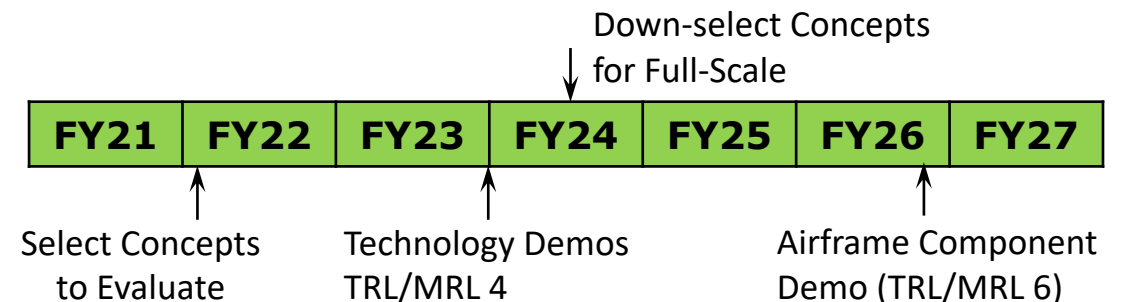 Down-select Concepts
for Full-Scale
FY21 FY22 FY23 FY24 FY25 FY26 FY27
Select Concepts
to Evaluate
Technology Demos
TRL/MRL 4
Airframe Component
Demo (TRL/MRL 6)